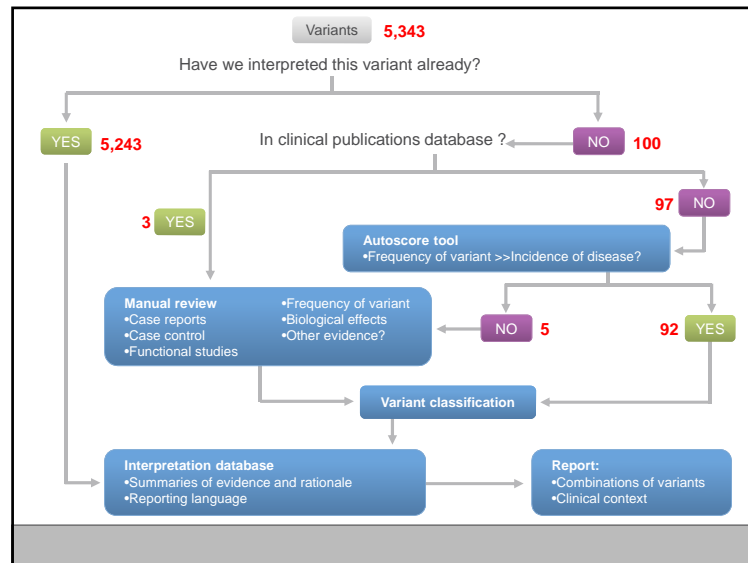 Variants 5,343
Have we interpreted this variant already?
YES 5,243
In clinical publications database ?
NO 100
3 YES
97 NO
Autoscore tool
•Frequency of variant >>Incidence of disease?
Manual review
•Case reports
•Case control
•Functional studies
•Frequency of variant
•Biological effects
•Other evidence?
NO 5
92 YES
Variant classification
Interpretation database
•Summaries of evidence and rationale
•Reporting language
Report:
•Combinations of variants
•Clinical context